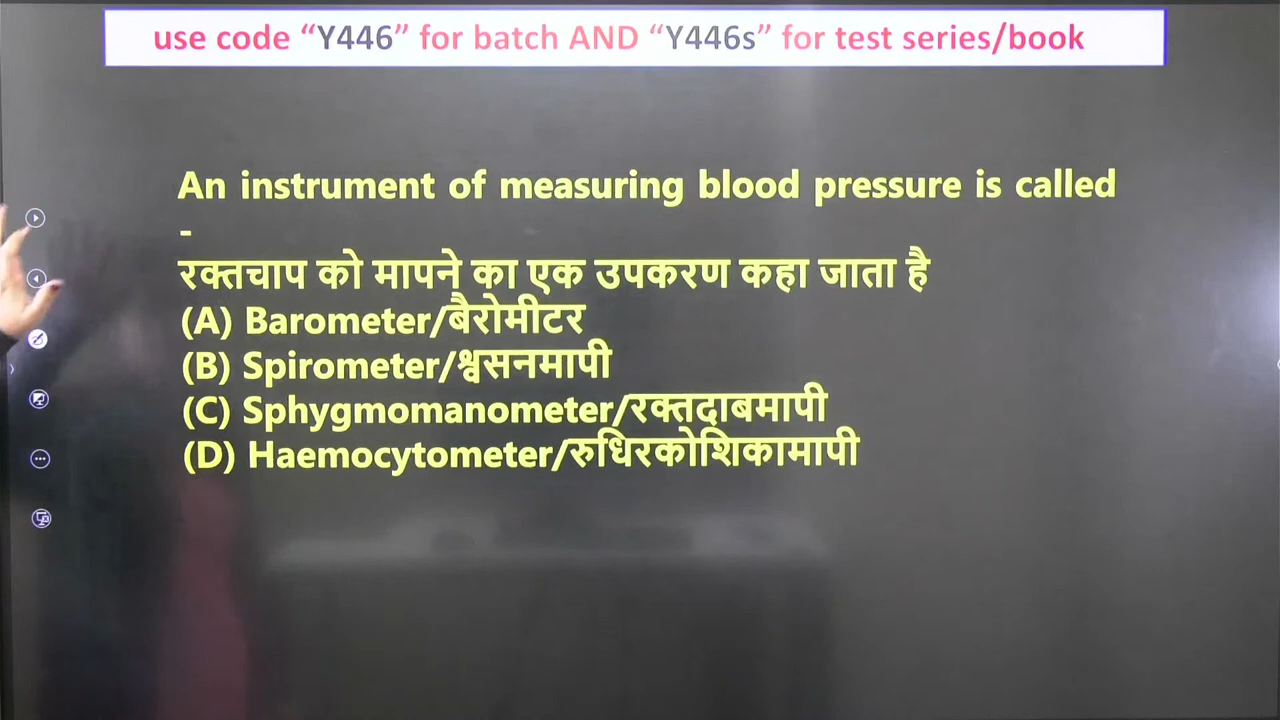 use code “Y446” for batch AND “Y446s” for test series/book
An instrument of measuring blood pressure is called
-
रक्तचाप को मापने का एक उपकरण कहा जाता है
(A) Barometer/बैरोमीटर
(B) Spirometer/श्वसनमापी
(C) Sphygmomanometer/रक्तदाबमापी
(D) Haemocytometer/रुधिरकोशिकामापी